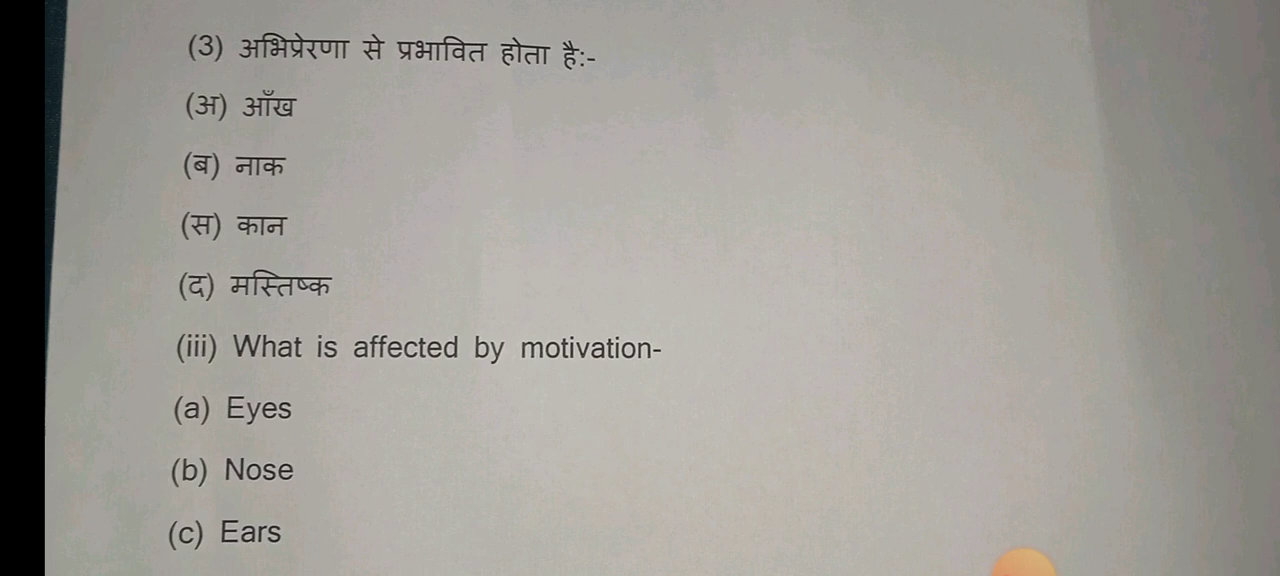 (3) अभिप्रेरणा से प्रभावित होता है:-
(अ) आँख
(ब) नाक
(स) कान
(द) मस्तिष्क
(iii) What is affected by motivation-
(a) Eyes
(b) Nose
(c) Ears